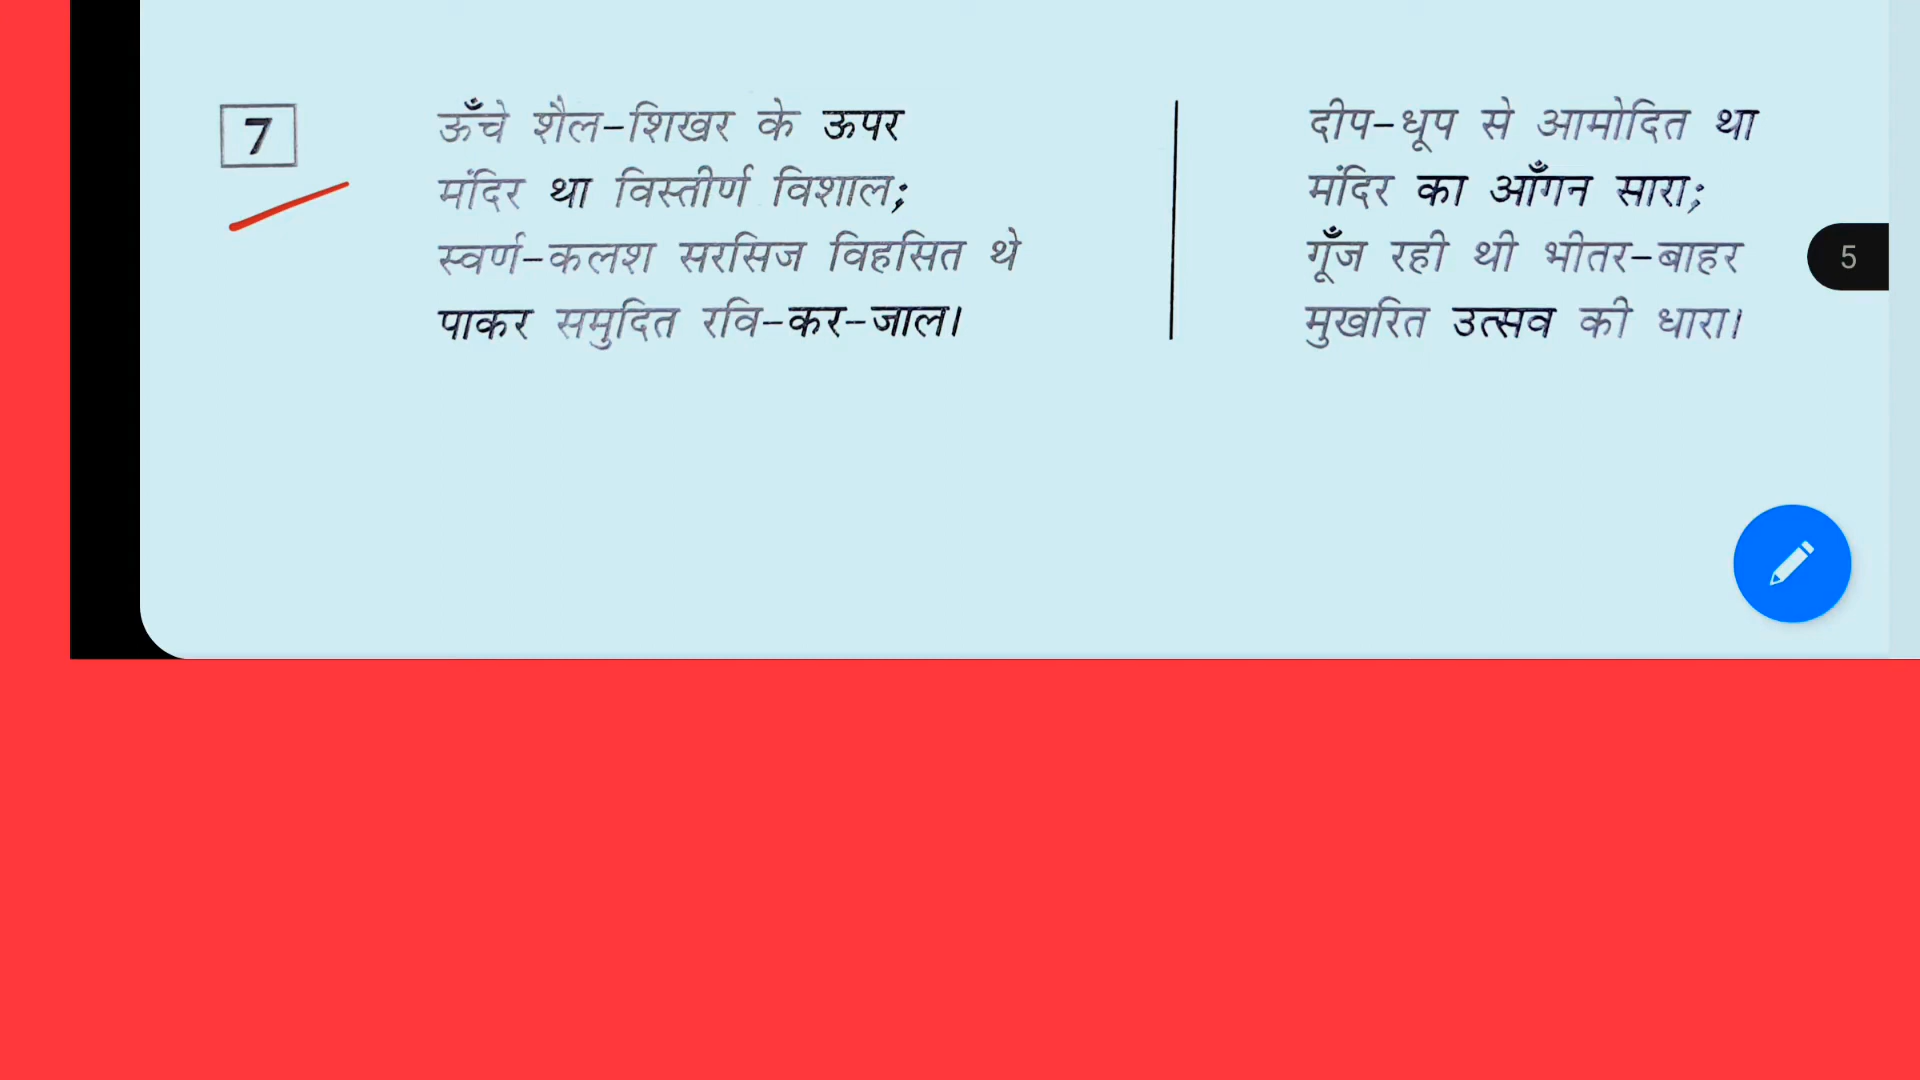 7
ऊँचे शैल-शिखर के ऊपर
मंदिर था विस्तीर्ण विशाल;
स्वर्ण-कलश सरसिज विहसित थे
पाकर समुदित रवि-कर-जाल।
दीप-धूप से आमोदित था
मंदिर का आँगन सारा;
गूँज रही थी भीतर-बाहर
मुखरित उत्सव की धारा।
5